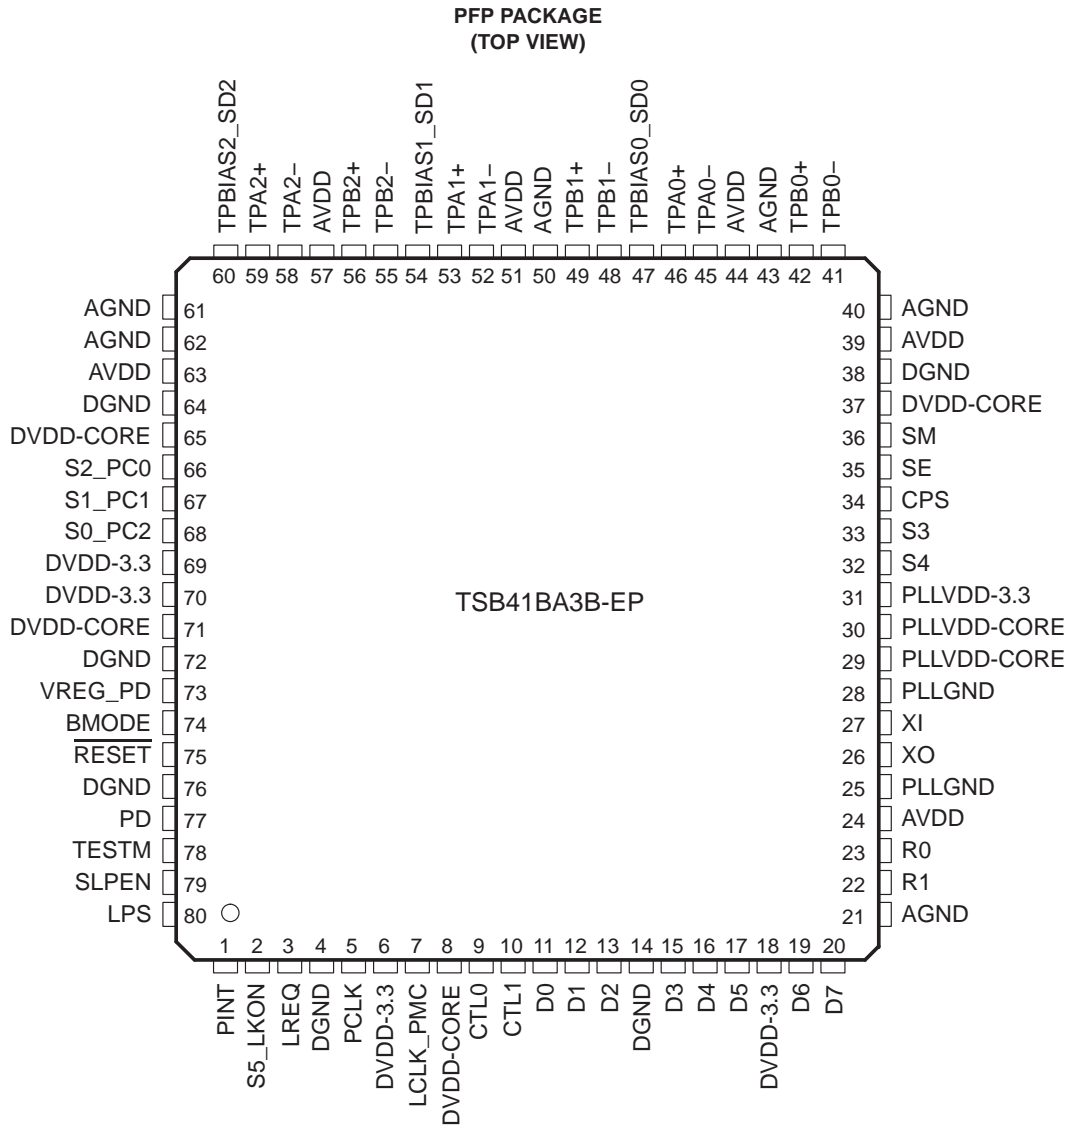 PFP PACKAGE
(TOP VIEW)
TPBIAS2_SD2
TPA2+
TPA2−
AVDD
TPB2+
TPB2−
TPBIAS1_SD1
TPA1+
TPA1−
AVDD
AGND
TPB1+
TPB1−
TPBIAS0_SD0
TPA0+
TPA0−
AVDD
AGND
TPB0+
TPB0−
60 59 58 57 56 55 54 53 52 51 50 49 48 47 46 45 44 43 42 41
AGND 61
AGND 62
AVDD 63
DGND 64
DVDD-CORE 65
S2_PC0 66
S1_PC1 67
S0_PC2 68
DVDD-3.3 69
DVDD-3.3 70
DVDD-CORE 71
DGND 72
VREG_PD 73
BMODE 74
RESET 75
DGND 76
PD 77
TESTM 78
SLPEN 79
LPS 80
TSB41BA3B-EP
40 AGND
39 AVDD
38 DGND
37 DVDD-CORE
36 SM
35 SE
34 CPS
33 S3
32 S4
31 PLLVDD-3.3
30 PLLVDD-CORE
29 PLLVDD-CORE
28 PLLGND
27 XI
26 XO
25 PLLGND
24 AVDD
23 R0
22 R1
21 AGND
1 2 3 4 5 6 7 8 9 10 11 12 13 14 15 16 17 18 19 20
PINT
S5_LKON
LREQ
DGND
PCLK
DVDD-3.3
LCLK_PMC
DVDD-CORE
CTL0
CTL1
D0
D1
D2
DGND
D3
D4
D5
DVDD-3.3
D6
D7